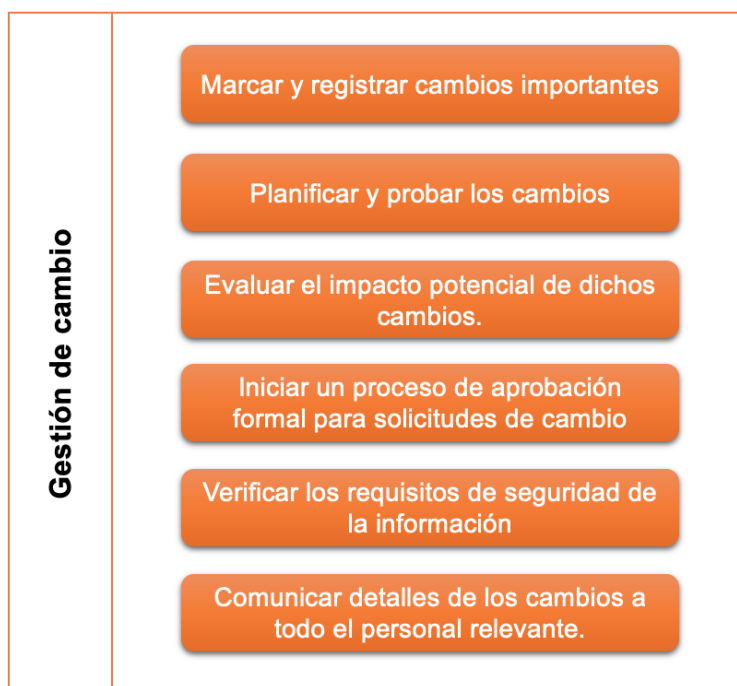 Gestión de cambio
Marcar y registrar cambios importantes
Planificar y probar los cambios
Evaluar el impacto potencial de dichos
cambios.
Iniciar un proceso de aprobación
formal para solicitudes de cambio
Verificar los requisitos de seguridad de
la información
Comunicar detalles de los cambios a
todo el personal relevante.